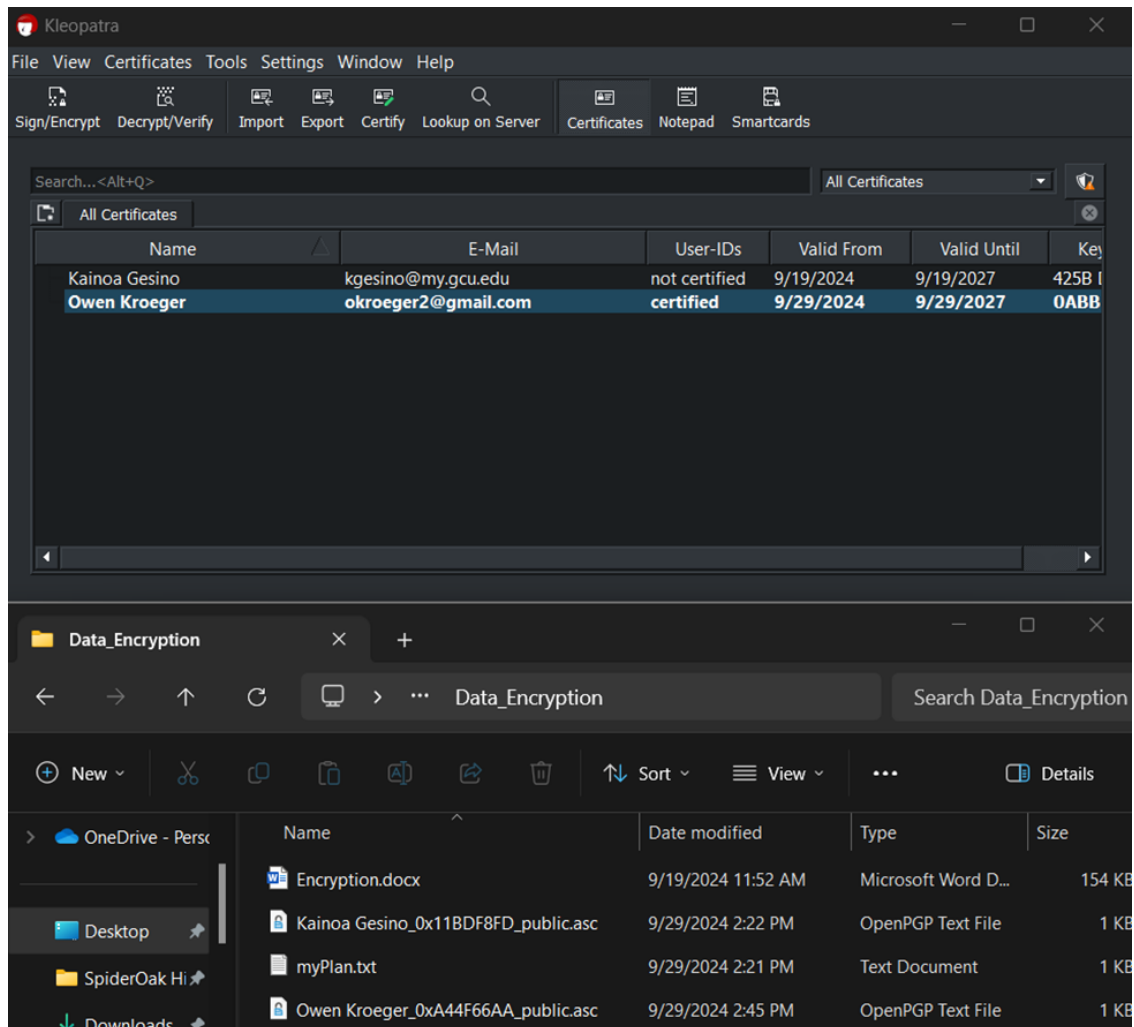 Kleopatra
File View Certificates Tools Settings Window Help
Sign/Encrypt Decrypt/Verify Import Export Certify Lookup on Server Certificates Notepad Smartcards
Search...<Alt+Q> All Certificates
All Certificates
Name E-Mail User-IDs Valid From Valid Until Key
Kainoa Gesino kgesino@my.gcu.edu not certified 9/19/2024 9/19/2027 425B
Owen Kroeger okroeger2@gmail.com certified 9/29/2024 9/29/2027 0ABB
Data_Encryption
Data_Encryption Search Data_Encryption
New Sort View Details
OneDrive - Perso Name Date modified Type Size
Encryption.docx 9/19/2024 11:52 AM Microsoft Word D... 154 KB
Desktop Kainoa Gesino_0x11BDF8FD_public.asc 9/29/2024 2:22 PM OpenPGP Text File 1 KB
SpiderOak Hi myPlan.txt 9/29/2024 2:21 PM Text Document 1 KB
Downloads Owen Kroeger_0xA44F66AA_public.asc 9/29/2024 2:45 PM OpenPGP Text File 1 KB